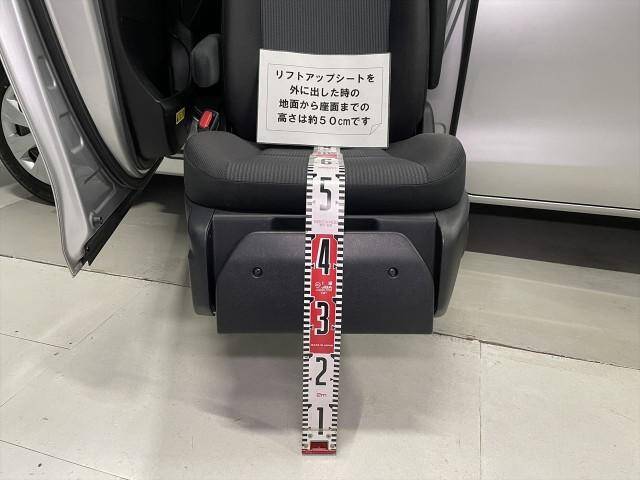 リフトアップシートを
外に出した時の
地面から座面までの
高さは約50cmです
6
5
4
3
2
2m
1